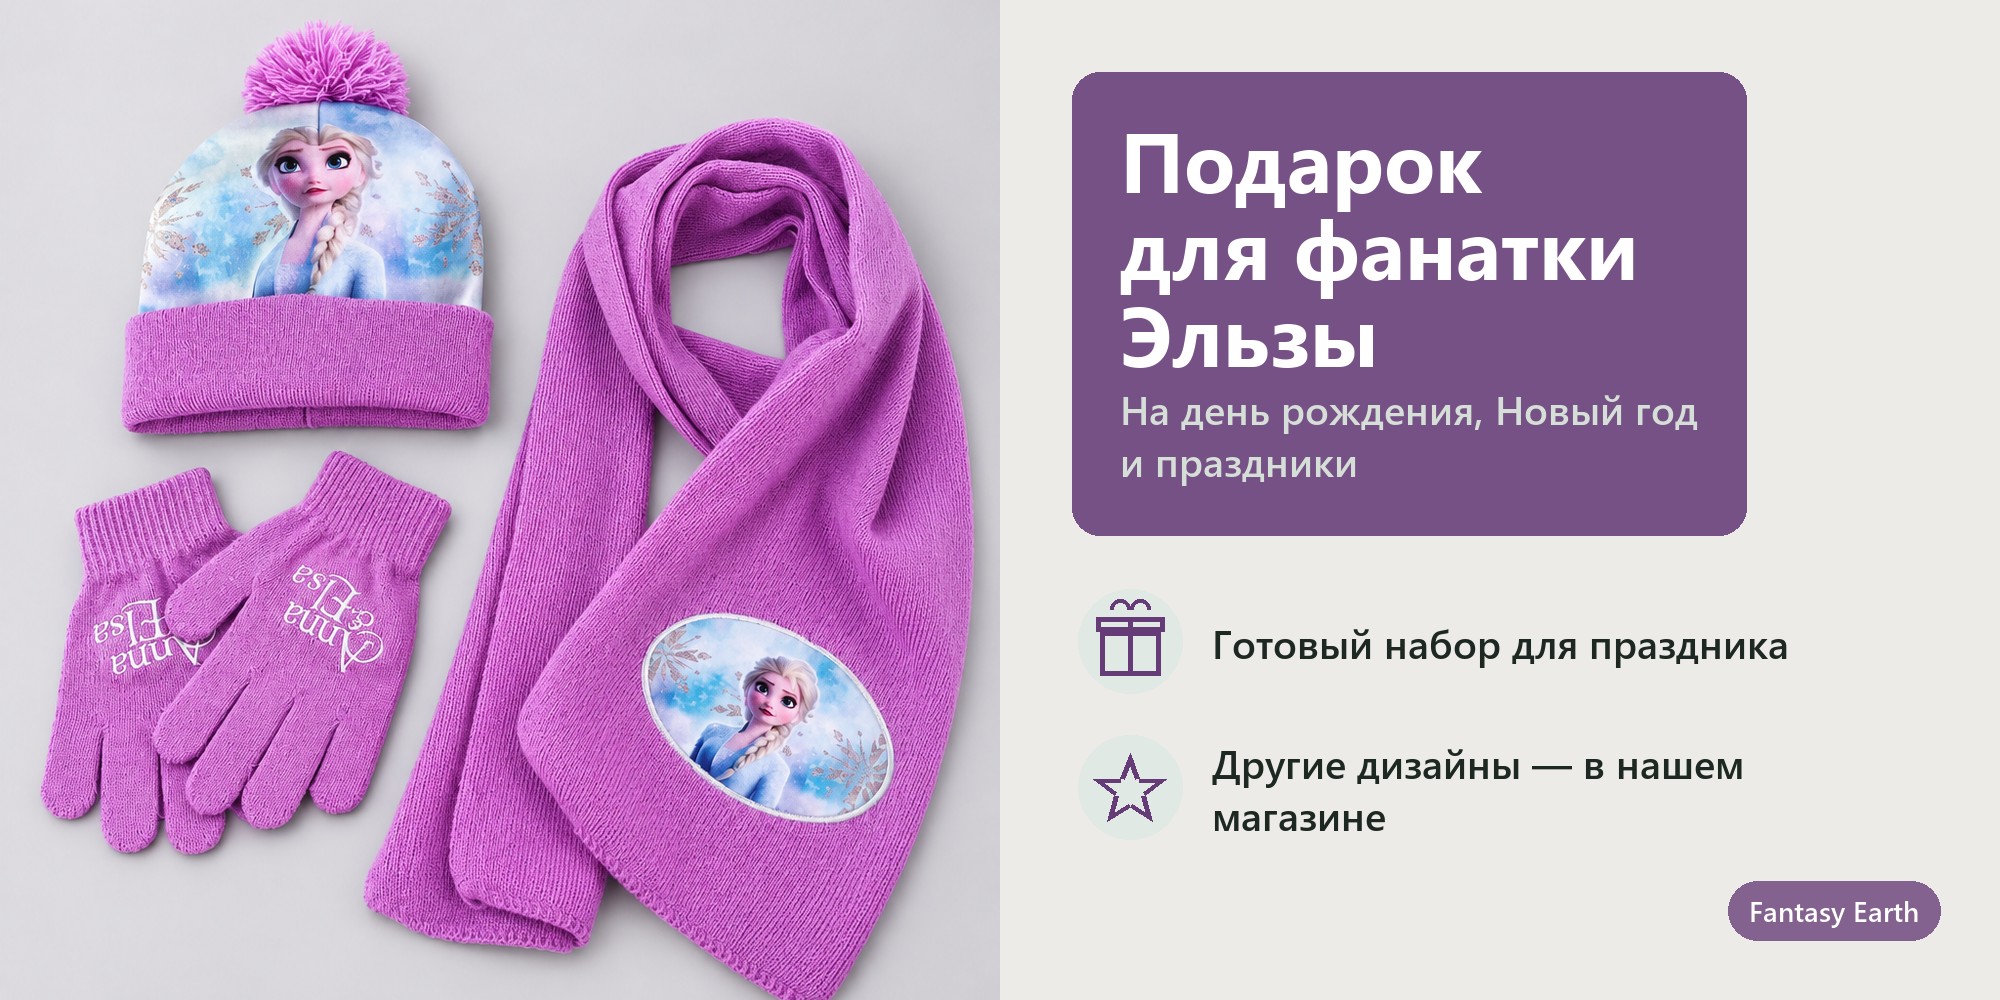 Подарок
для фанатки
Эльзы
На день рождения, Новый год
и праздники
Готовый набор для праздника
Другие дизайны — в нашем
магазине
Fantasy Earth
Anna
& Elsa
Anna
Elsa